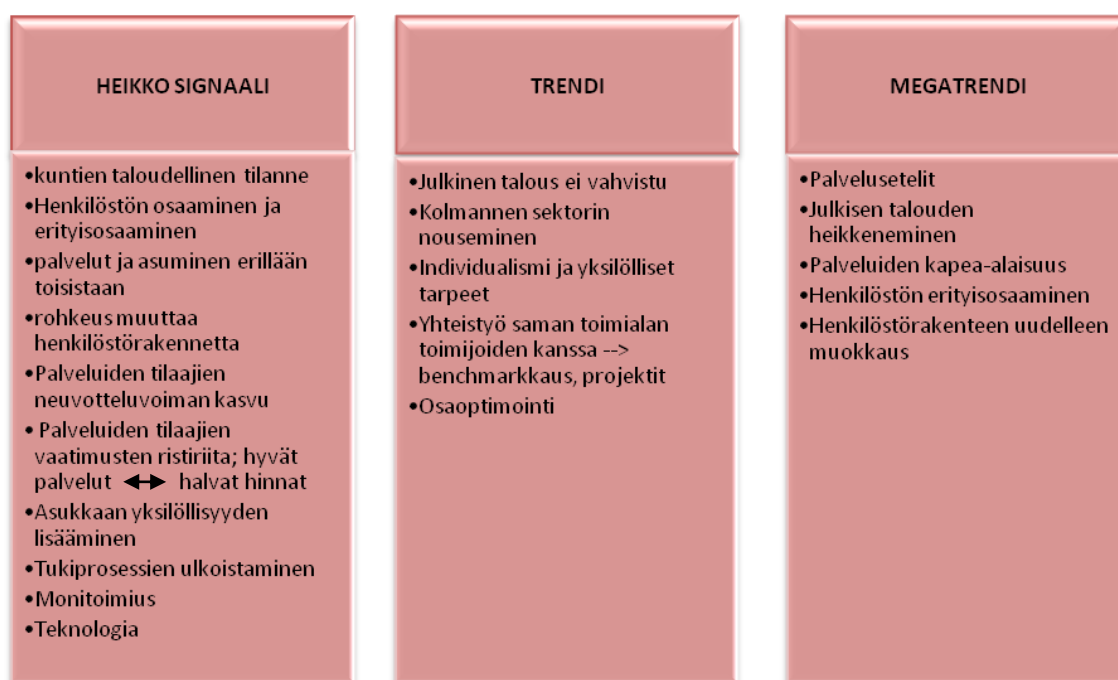 HEIKKO SIGNAALI
•kuntien taloudellinen tilanne
•Henkilöstön osaaminen ja
erityisosaaminen
•palvelut ja asuminen erillään
toisistaan
•rohkeus muuttaa
henkilöstörakennetta
•Palveluiden tilaajien
neuvotteluvoiman kasvu
• Palveluiden tilaajien
vaatimusten ristiriita; hyvät
palvelut ↔ halvat hinnat
•Asukkaan yksilöllisyyden
lisääminen
•Tukiprosessien ulkoistaminen
•Monitoimius
•Teknologia
TRENDI
•Julkinen talous ei vahvistu
•Kolmannen sektorin
nouseminen
•Individualismi ja yksilölliset
tarpeet
•Yhteistyö saman toimialan
toimijoiden kanssa -->
benchmarkkaus, projektit
•Osaoptimointi
MEGATRENDI
•Palvelusetelit
•Julkisen talouden
heikkeneminen
•Palveluiden kapea-alaisuus
•Henkilöstön erityisosaaminen
•Henkilöstörakenteen uudelleen
muokkaus